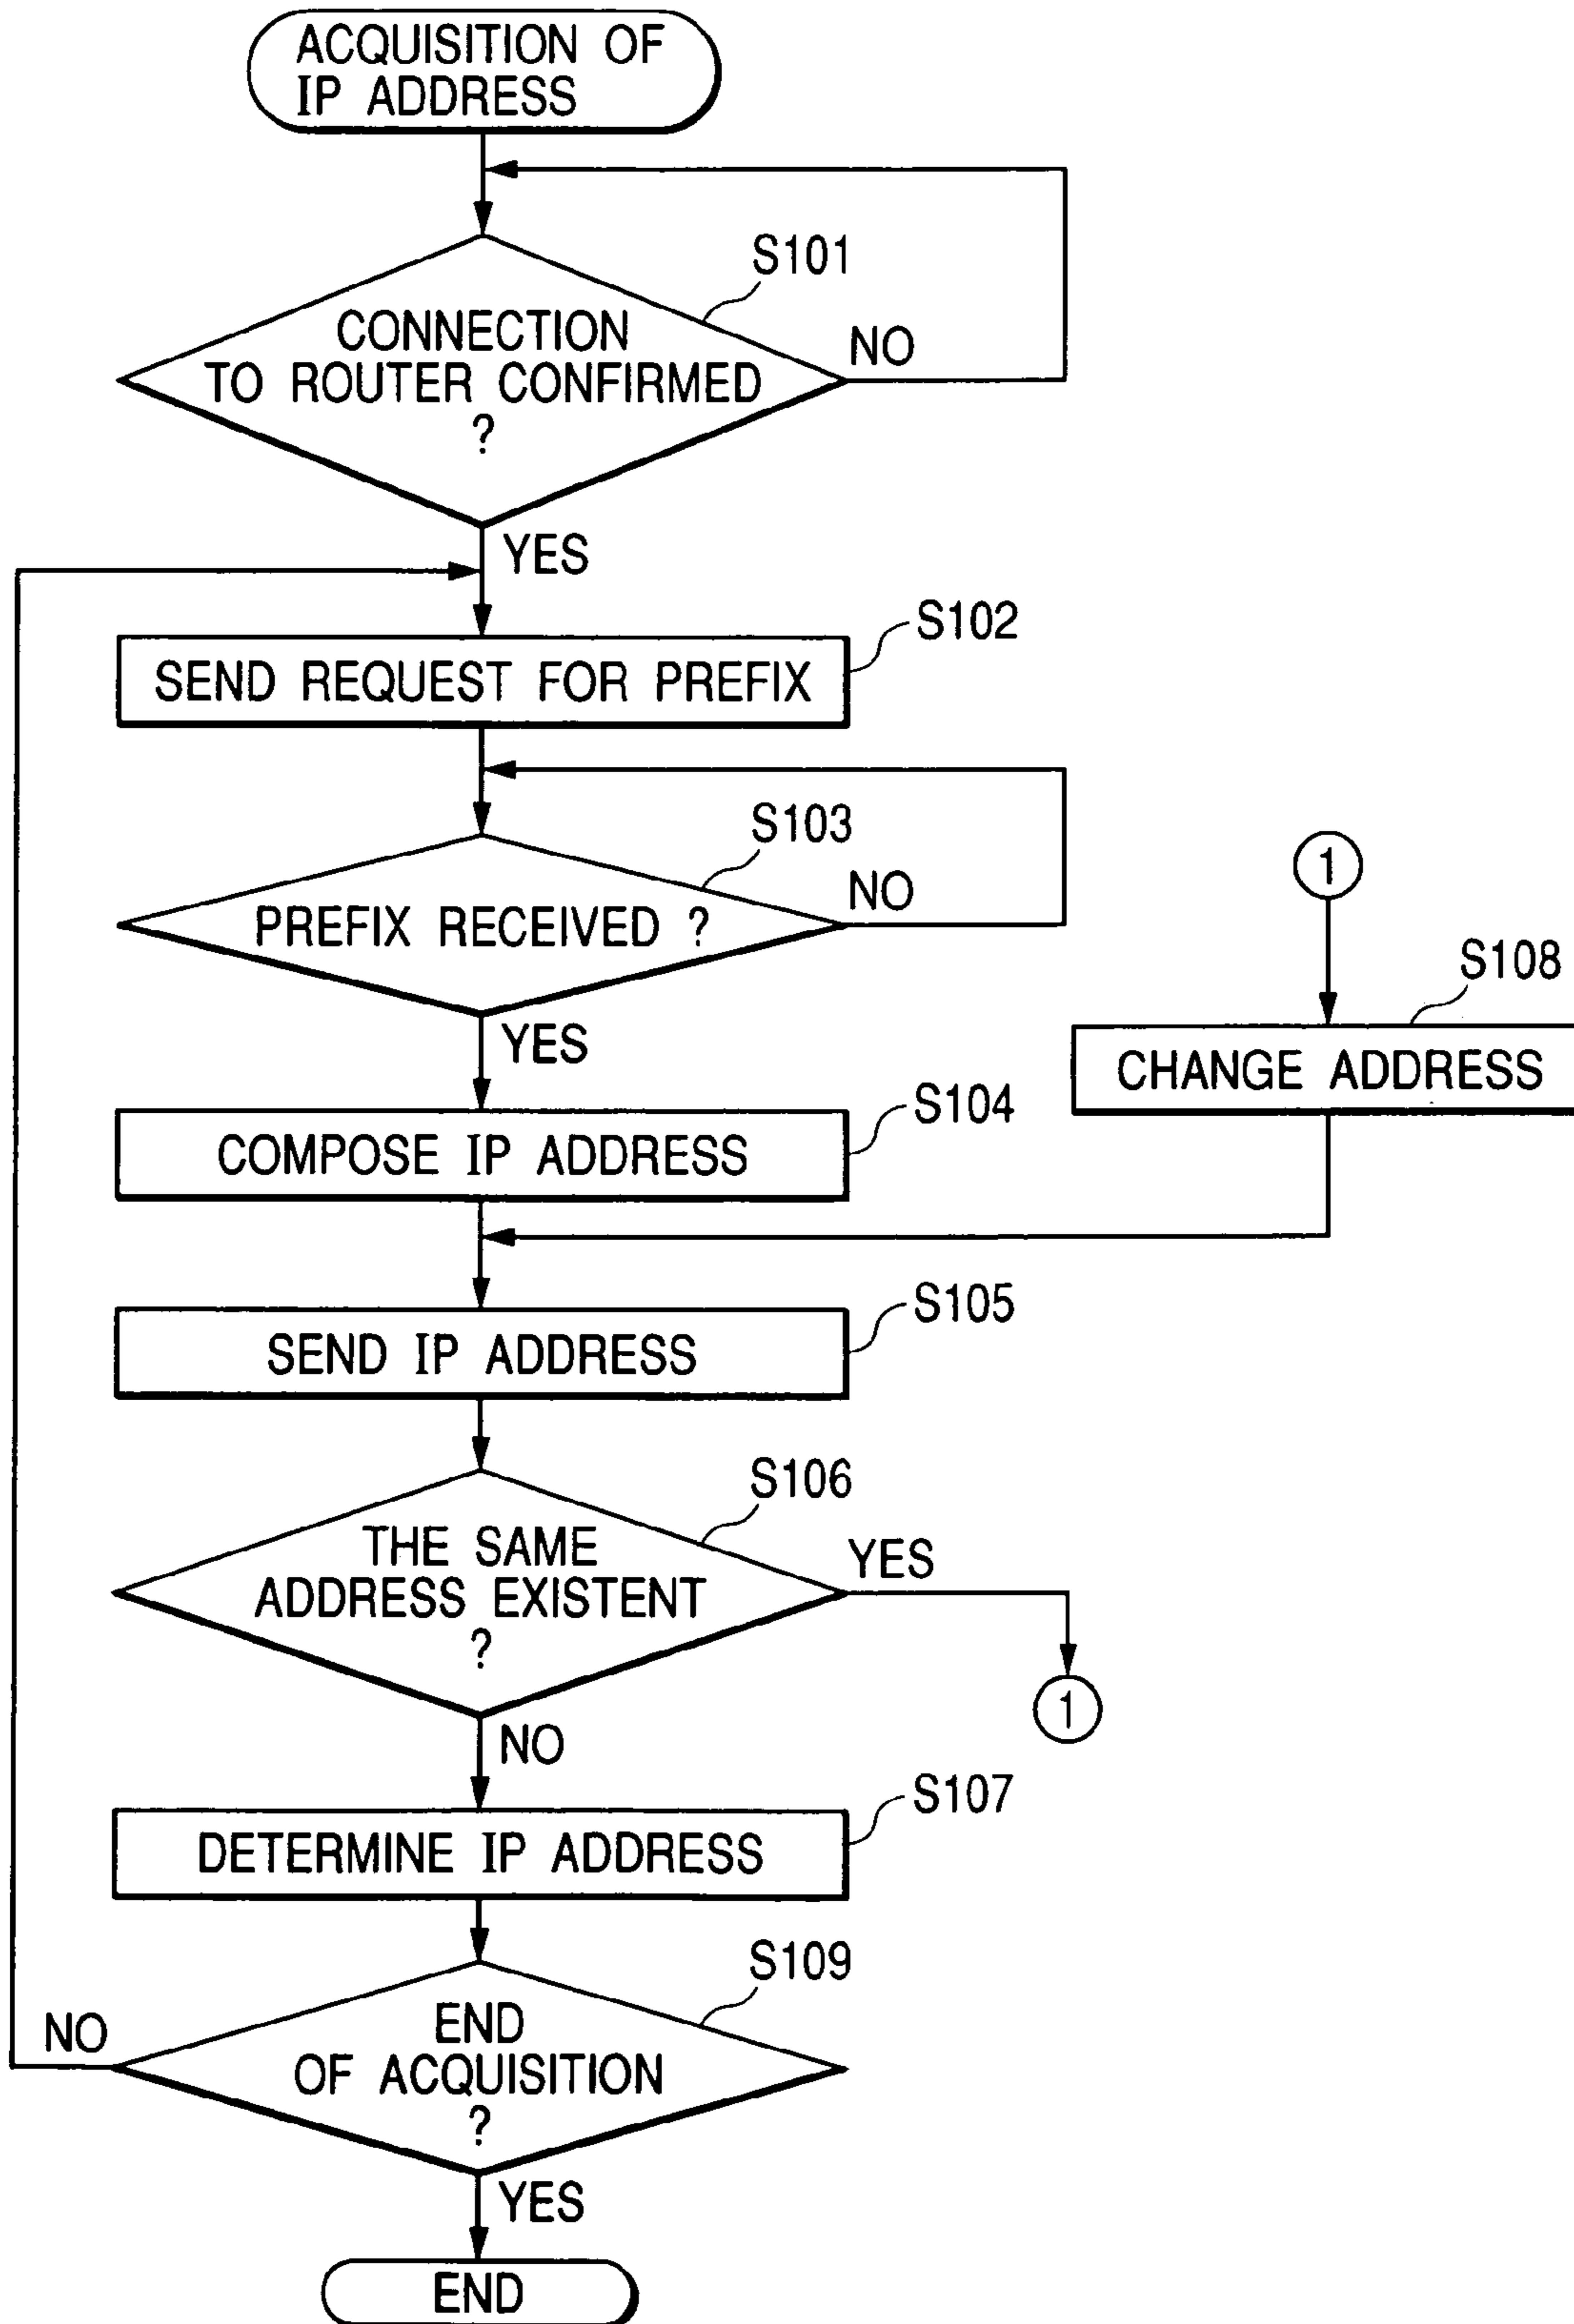 ACQUISITION OF
IP ADDRESS
S101
CONNECTION
TO ROUTER CONFIRMED
?
NO
YES
S102
SEND REQUEST FOR PREFIX
S103
PREFIX RECEIVED ?
NO
YES
1
S108
CHANGE ADDRESS
S104
COMPOSE IP ADDRESS
S105
SEND IP ADDRESS
S106
THE SAME
ADDRESS EXISTENT
?
YES
1
NO
S107
DETERMINE IP ADDRESS
S109
END
OF ACQUISITION
?
NO
YES
END